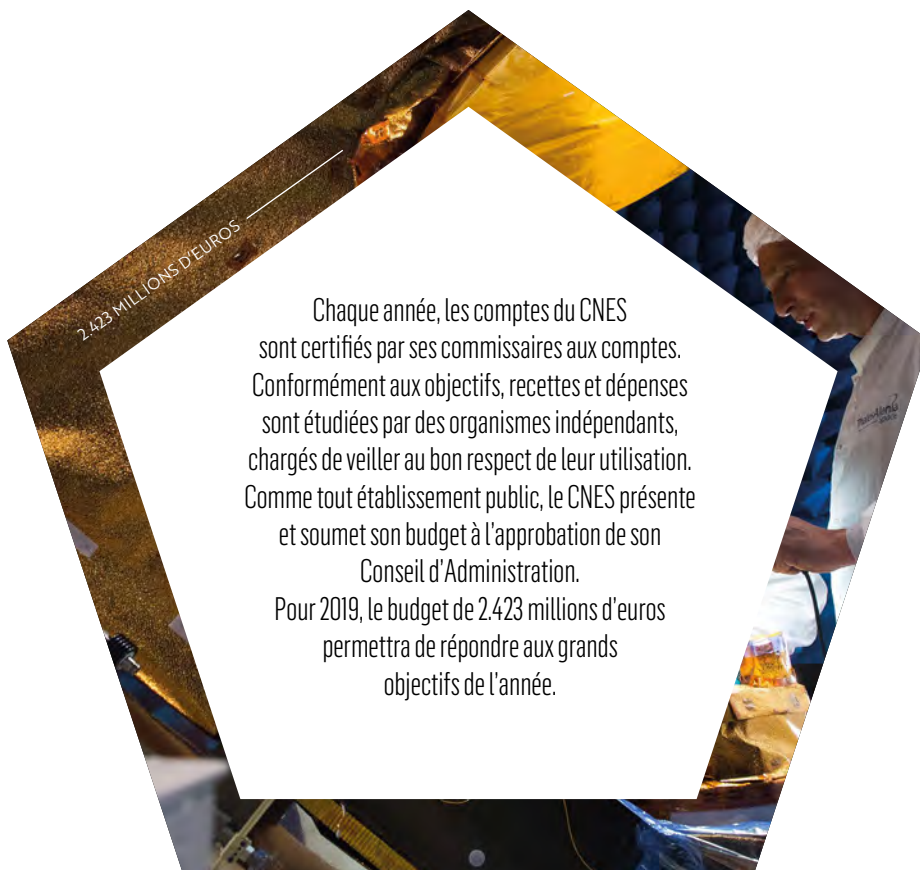 2.423 MILLIONS D'EUROS
Chaque année, les comptes du CNES
sont certifiés par ses commissaires aux comptes.
Conformément aux objectifs, recettes et dépenses
sont étudiées par des organismes indépendants,
chargés de veiller au bon respect de leur utilisation.
Comme tout établissement public, le CNES présente
et soumet son budget à l'approbation de son
Conseil d'Administration.
Pour 2019, le budget de 2.423 millions d'euros
permettra de répondre aux grands
objectifs de l'année.
ThalesAlenia
Space